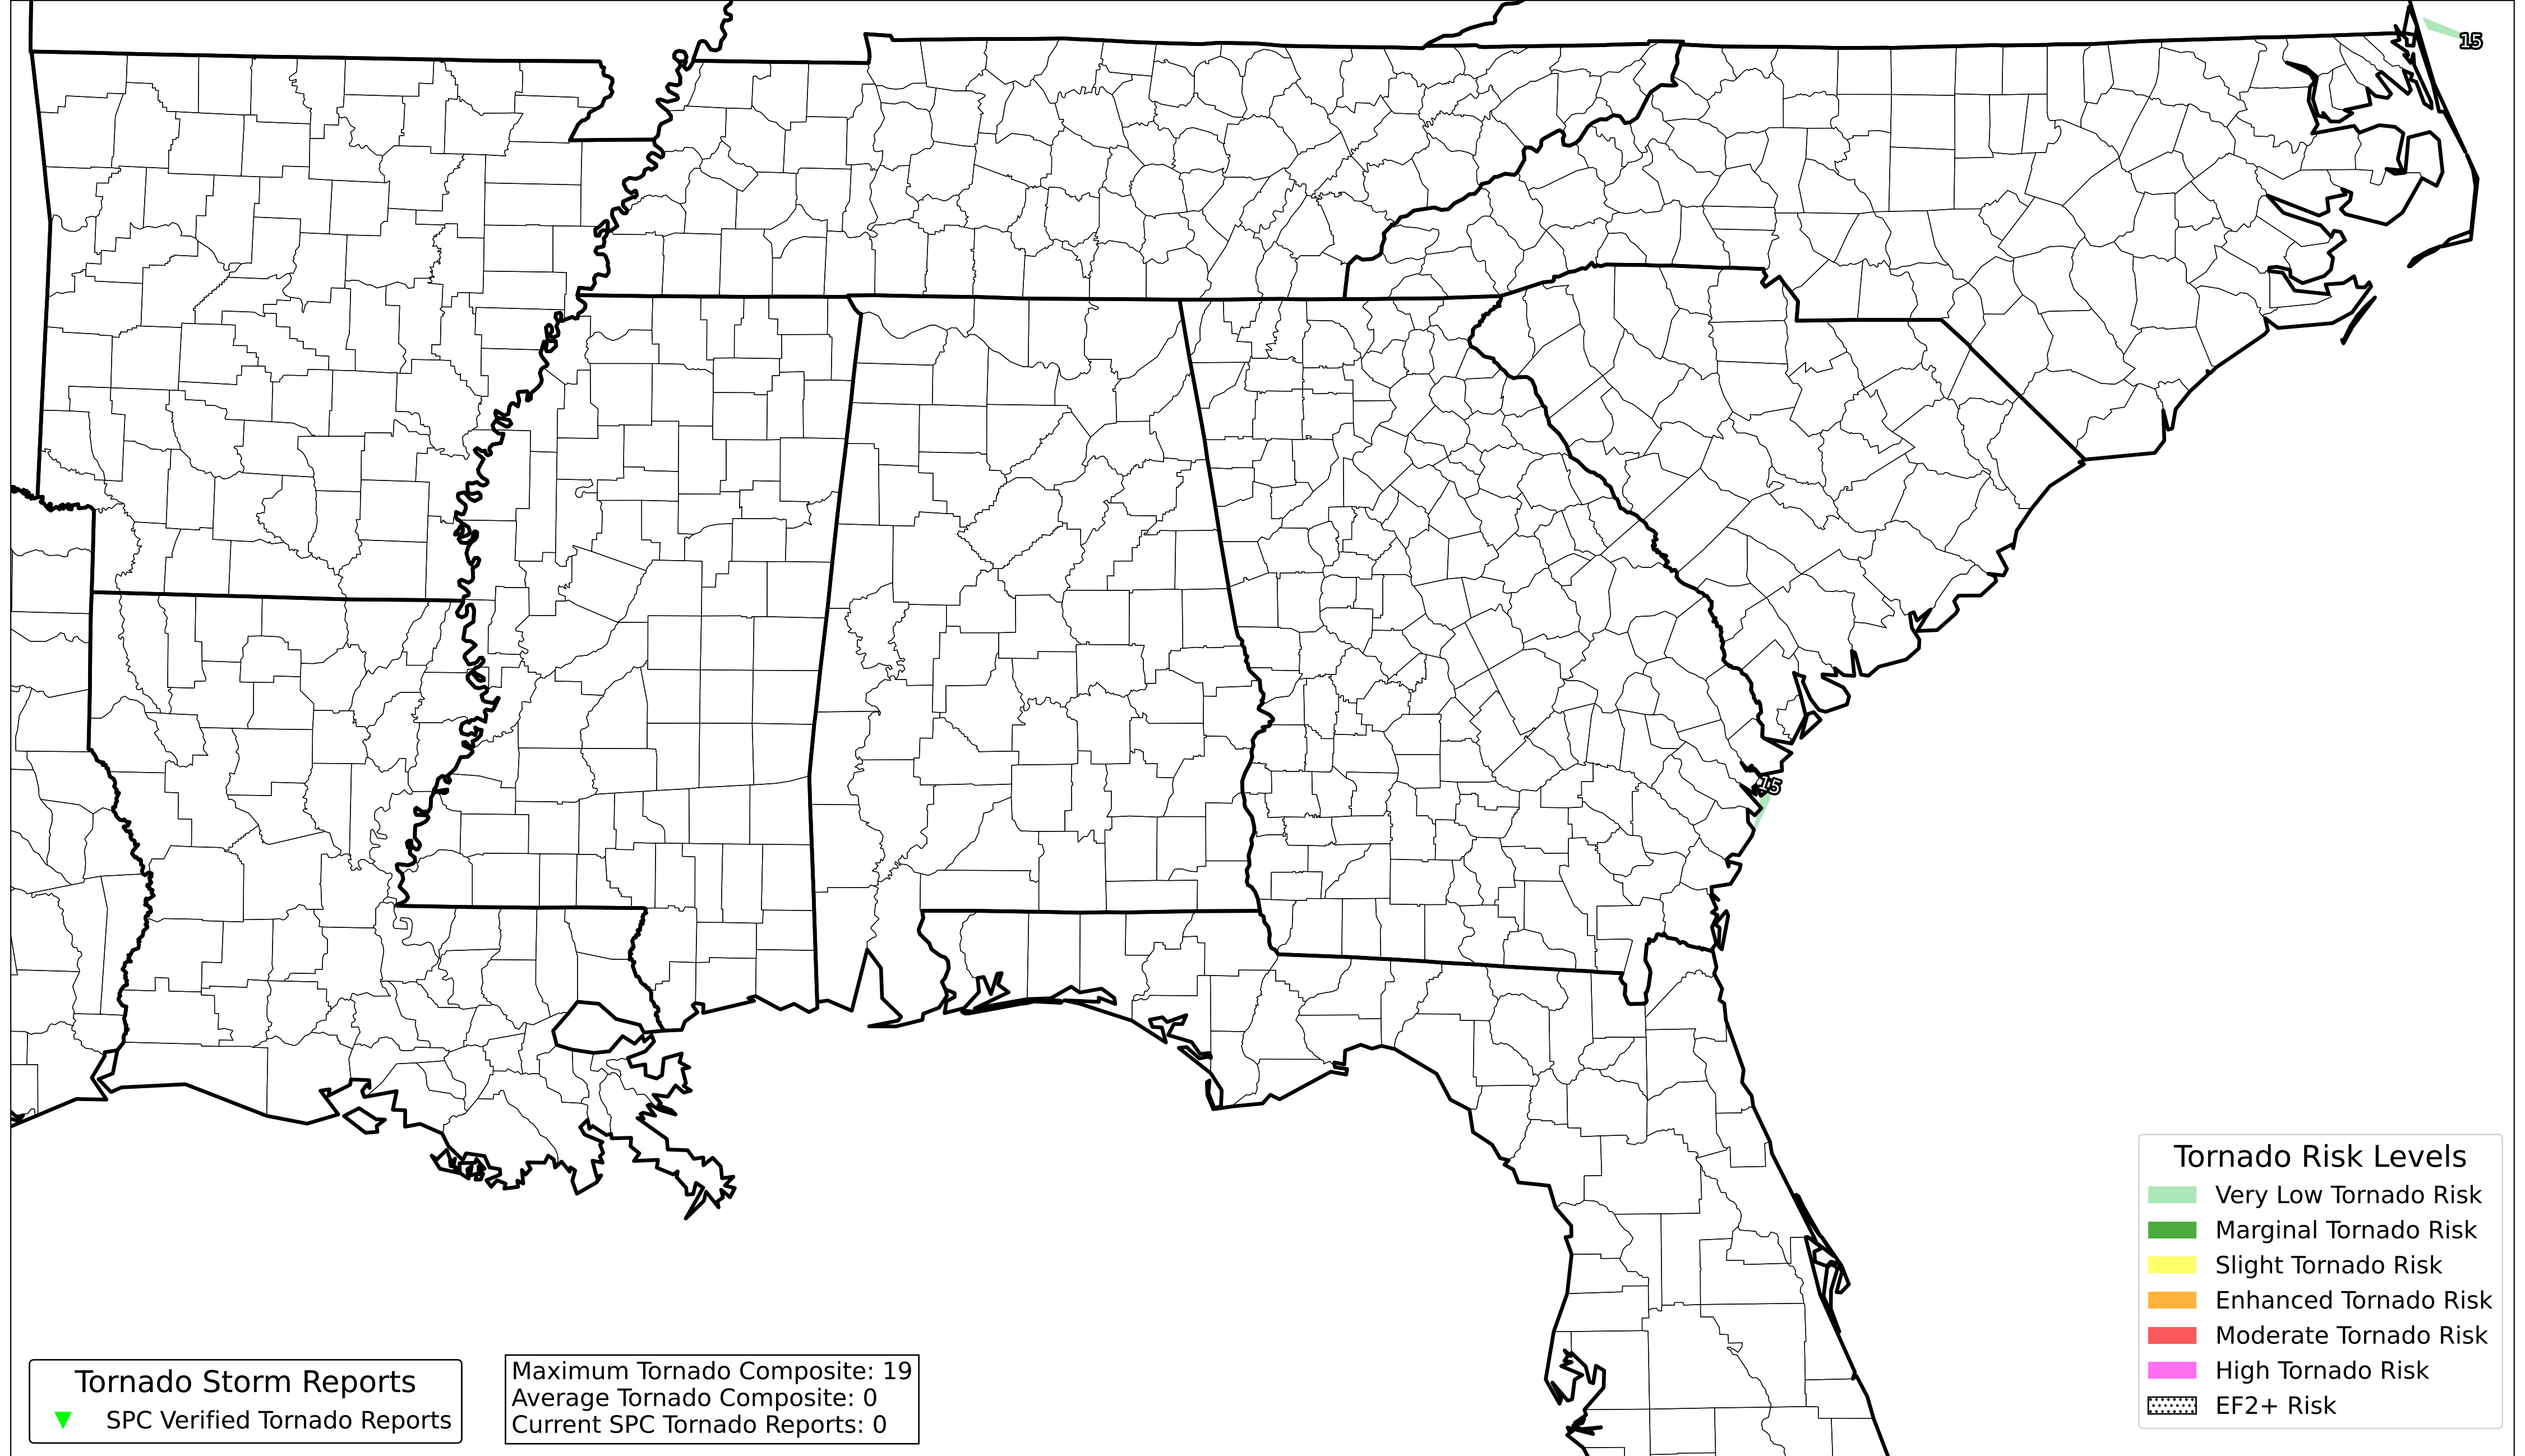 15
15
Tornado Risk Levels
Very Low Tornado Risk
Marginal Tornado Risk
Slight Tornado Risk
Enhanced Tornado Risk
Moderate Tornado Risk
High Tornado Risk
EF2+ Risk
Tornado Storm Reports
SPC Verified Tornado Reports
Maximum Tornado Composite: 19
Average Tornado Composite: 0
Current SPC Tornado Reports: 0